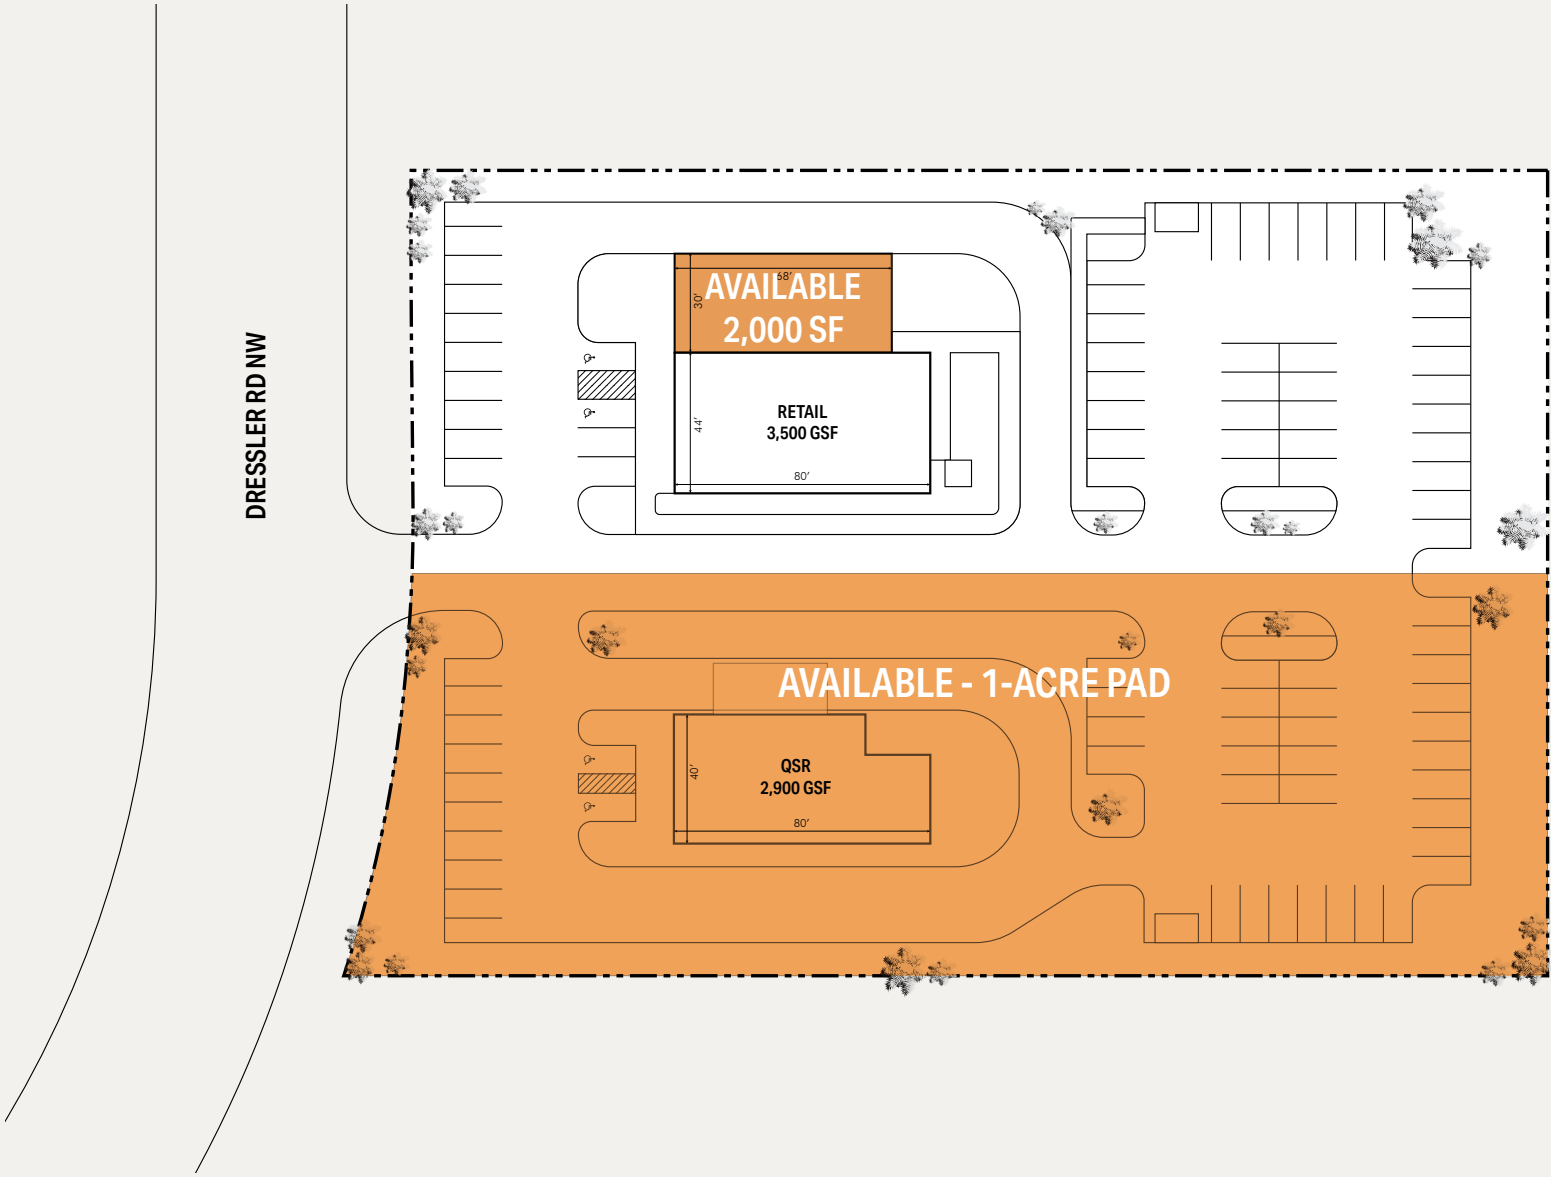 DRESSLER RD NW
68'
30'
AVAILABLE
2,000 SF
44'
RETAIL
3,500 GSF
80'
AVAILABLE - 1-ACRE PAD
40'
QSR
2,900 GSF
80'